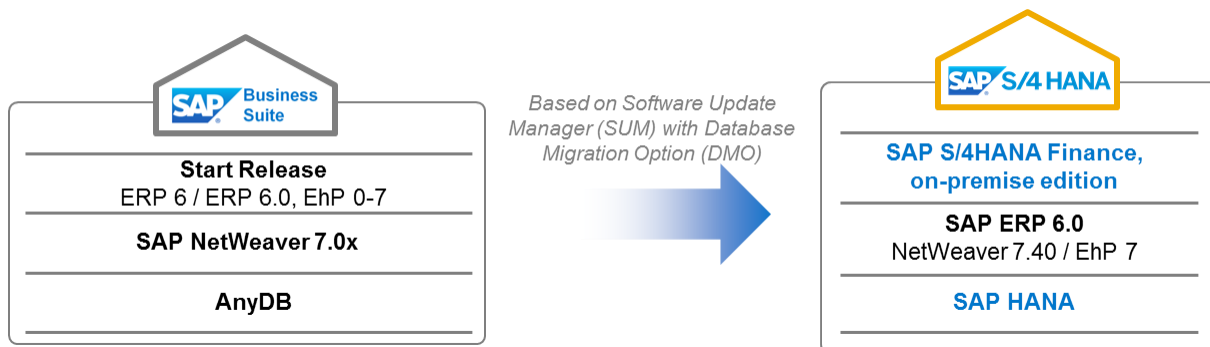 SAP Business
Suite
Start Release
ERP 6 / ERP 6.0, EhP 0-7
SAP NetWeaver 7.0x
AnyDB
Based on Software Update
Manager (SUM) with Database
Migration Option (DMO)
SAP S/4 HANA
SAP S/4HANA Finance,
on-premise edition
SAP ERP 6.0
NetWeaver 7.40 / EhP 7
SAP HANA